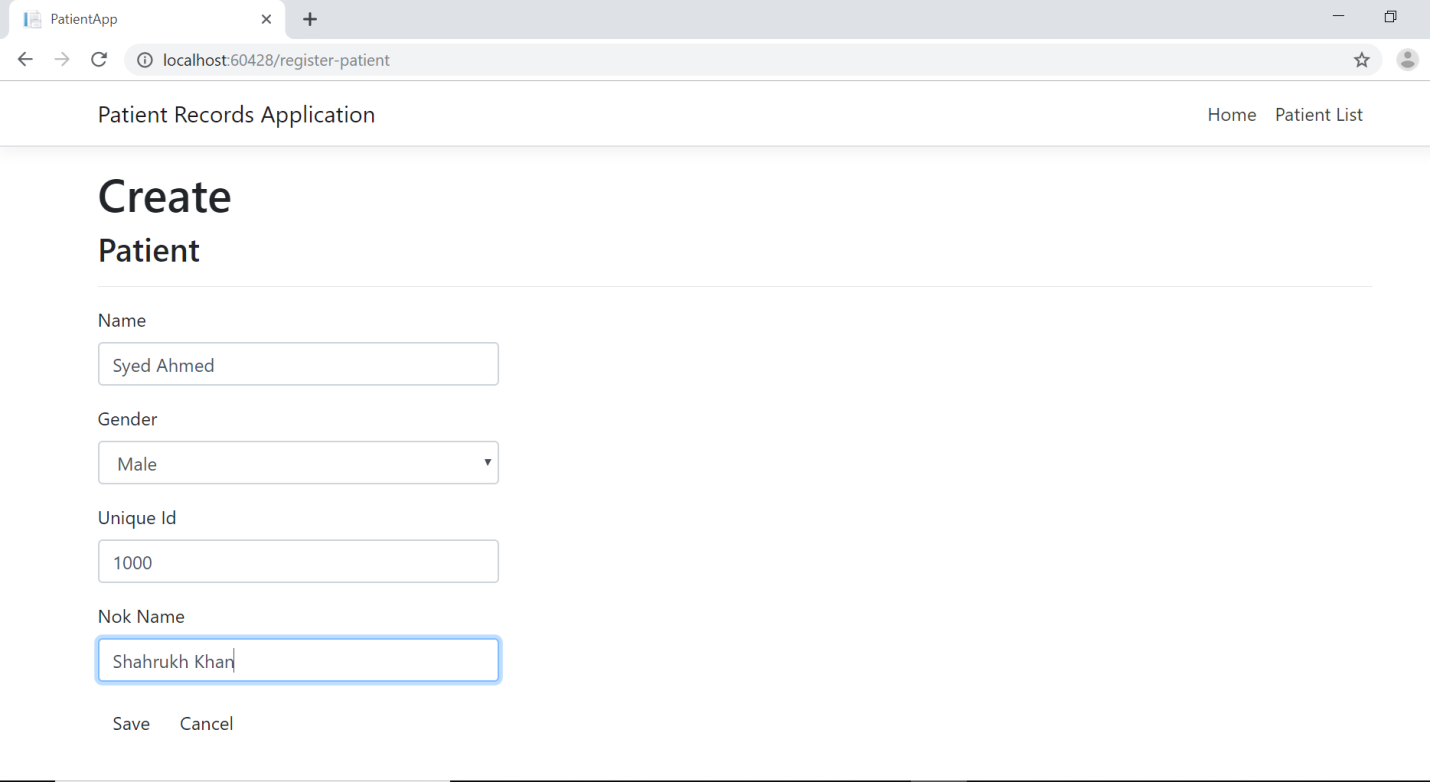 PatientApp
localhost:60428/register-patient
Patient Records Application
Home Patient List
Create
Patient
Name
Syed Ahmed
Gender
Male
Unique Id
1000
Nok Name
Shahrukh Khan
Save Cancel